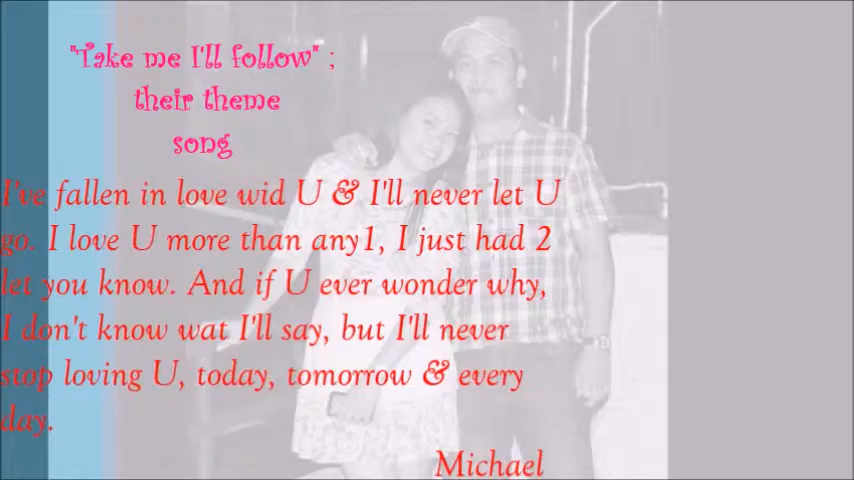 "Take me I'll follow" ;
their theme
song
I've fallen in love wid U & I'll never let U
go. I love U more than any1, I just had 2
let you know. And if U ever wonder why,
I don't know wat I'll say, but I'll never
stop loving U, today, tomorrow & every
day.
Michael